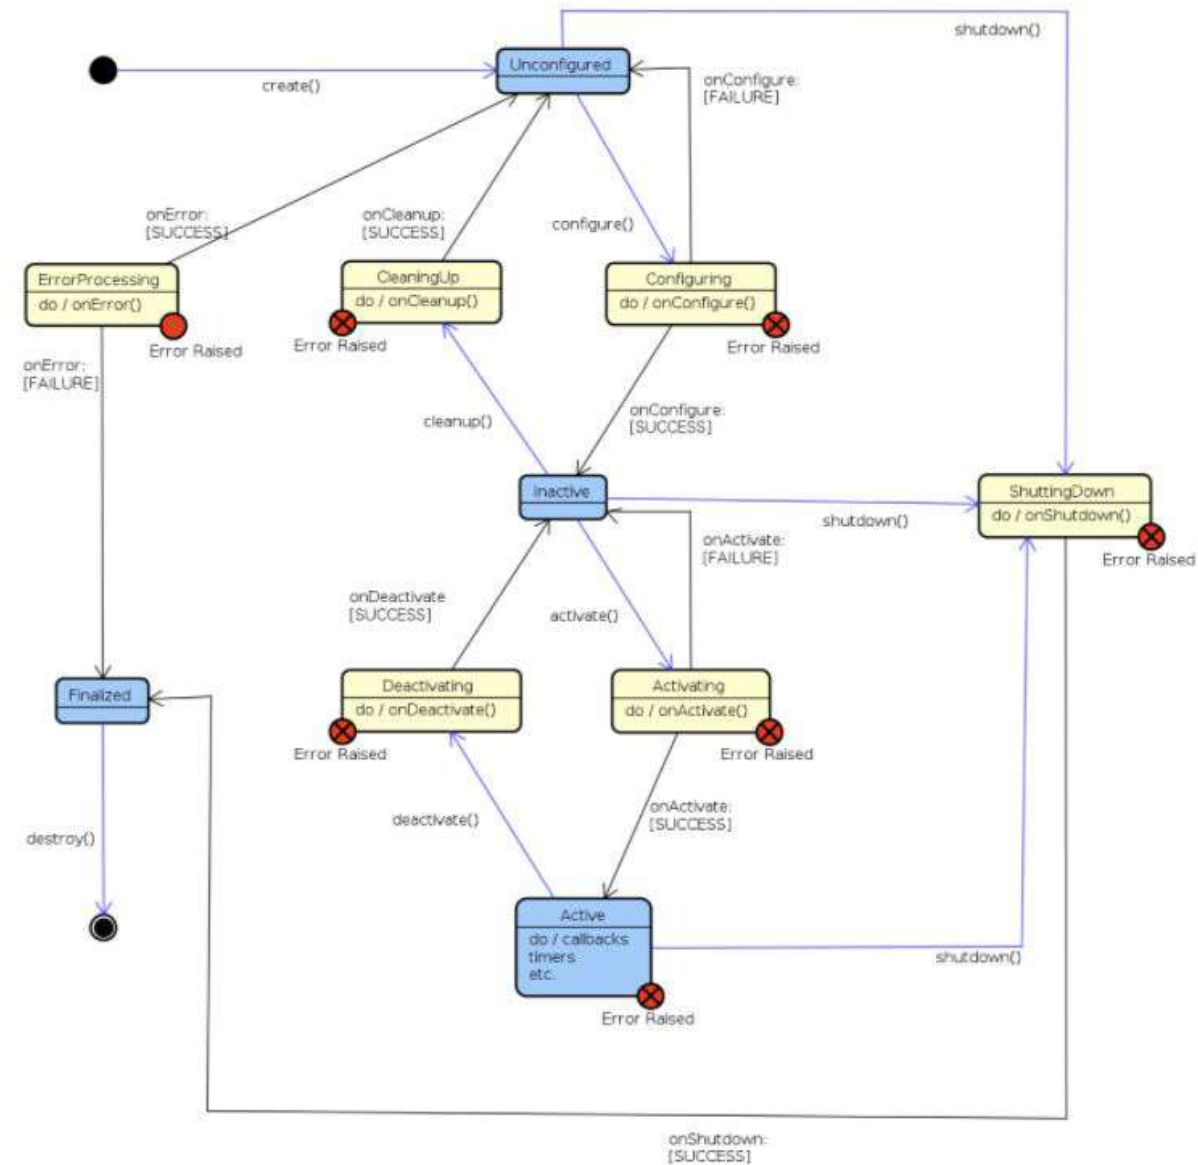 shutdown()
Unconfigured
create()
onConfigure:
[FAILURE]
onError:
[SUCCESS]
onCleanup:
[SUCCESS]
configure()
ErrorProcessing
do / onError()
Error Raised
CleaningUp
do / onCleanup()
Error Raised
Configuring
do / onConfigure()
Error Raised
onError:
[FAILURE]
cleanup()
onConfigure:
[SUCCESS]
Inactive
shutdown()
ShuttingDown
do / onShutdown()
Error Raised
onActivate:
[FAILURE]
onDeactivate
[SUCCESS]
activate()
Finalized
Deactivating
do / onDeactivate()
Error Raised
Activating
do / onActivate()
Error Raised
deactivate()
onActivate:
[SUCCESS]
destroy()
Active
do / callbacks
timers
etc.
Error Raised
shutdown()
onShutdown:
[SUCCESS]